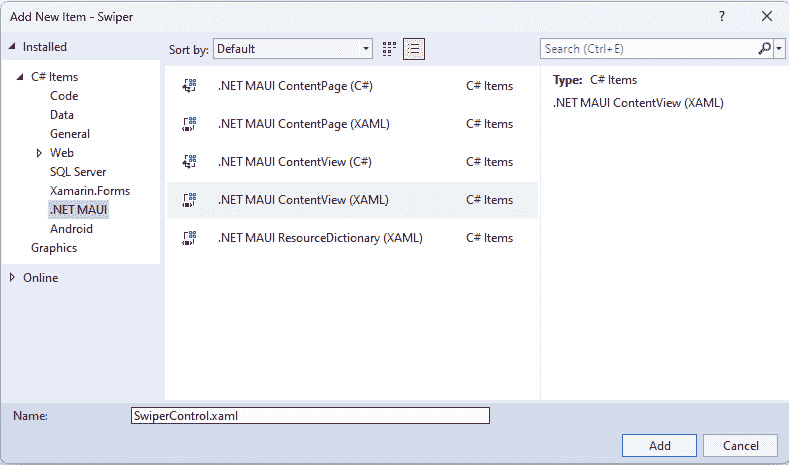 Add New Item - Swiper
Installed
Sort by: Default
Search (Ctrl+E)
C# Items
Code
Data
General
Web
SQL Server
Xamarin.Forms
.NET MAUI
Android
Graphics
Online
.NET MAUI ContentPage (C#) C# Items
.NET MAUI ContentPage (XAML) C# Items
.NET MAUI ContentView (C#) C# Items
.NET MAUI ContentView (XAML) C# Items
.NET MAUI ResourceDictionary (XAML) C# Items
Type: C# Items
.NET MAUI ContentView (XAML)
Name: SwiperControl.xaml
Add Cancel